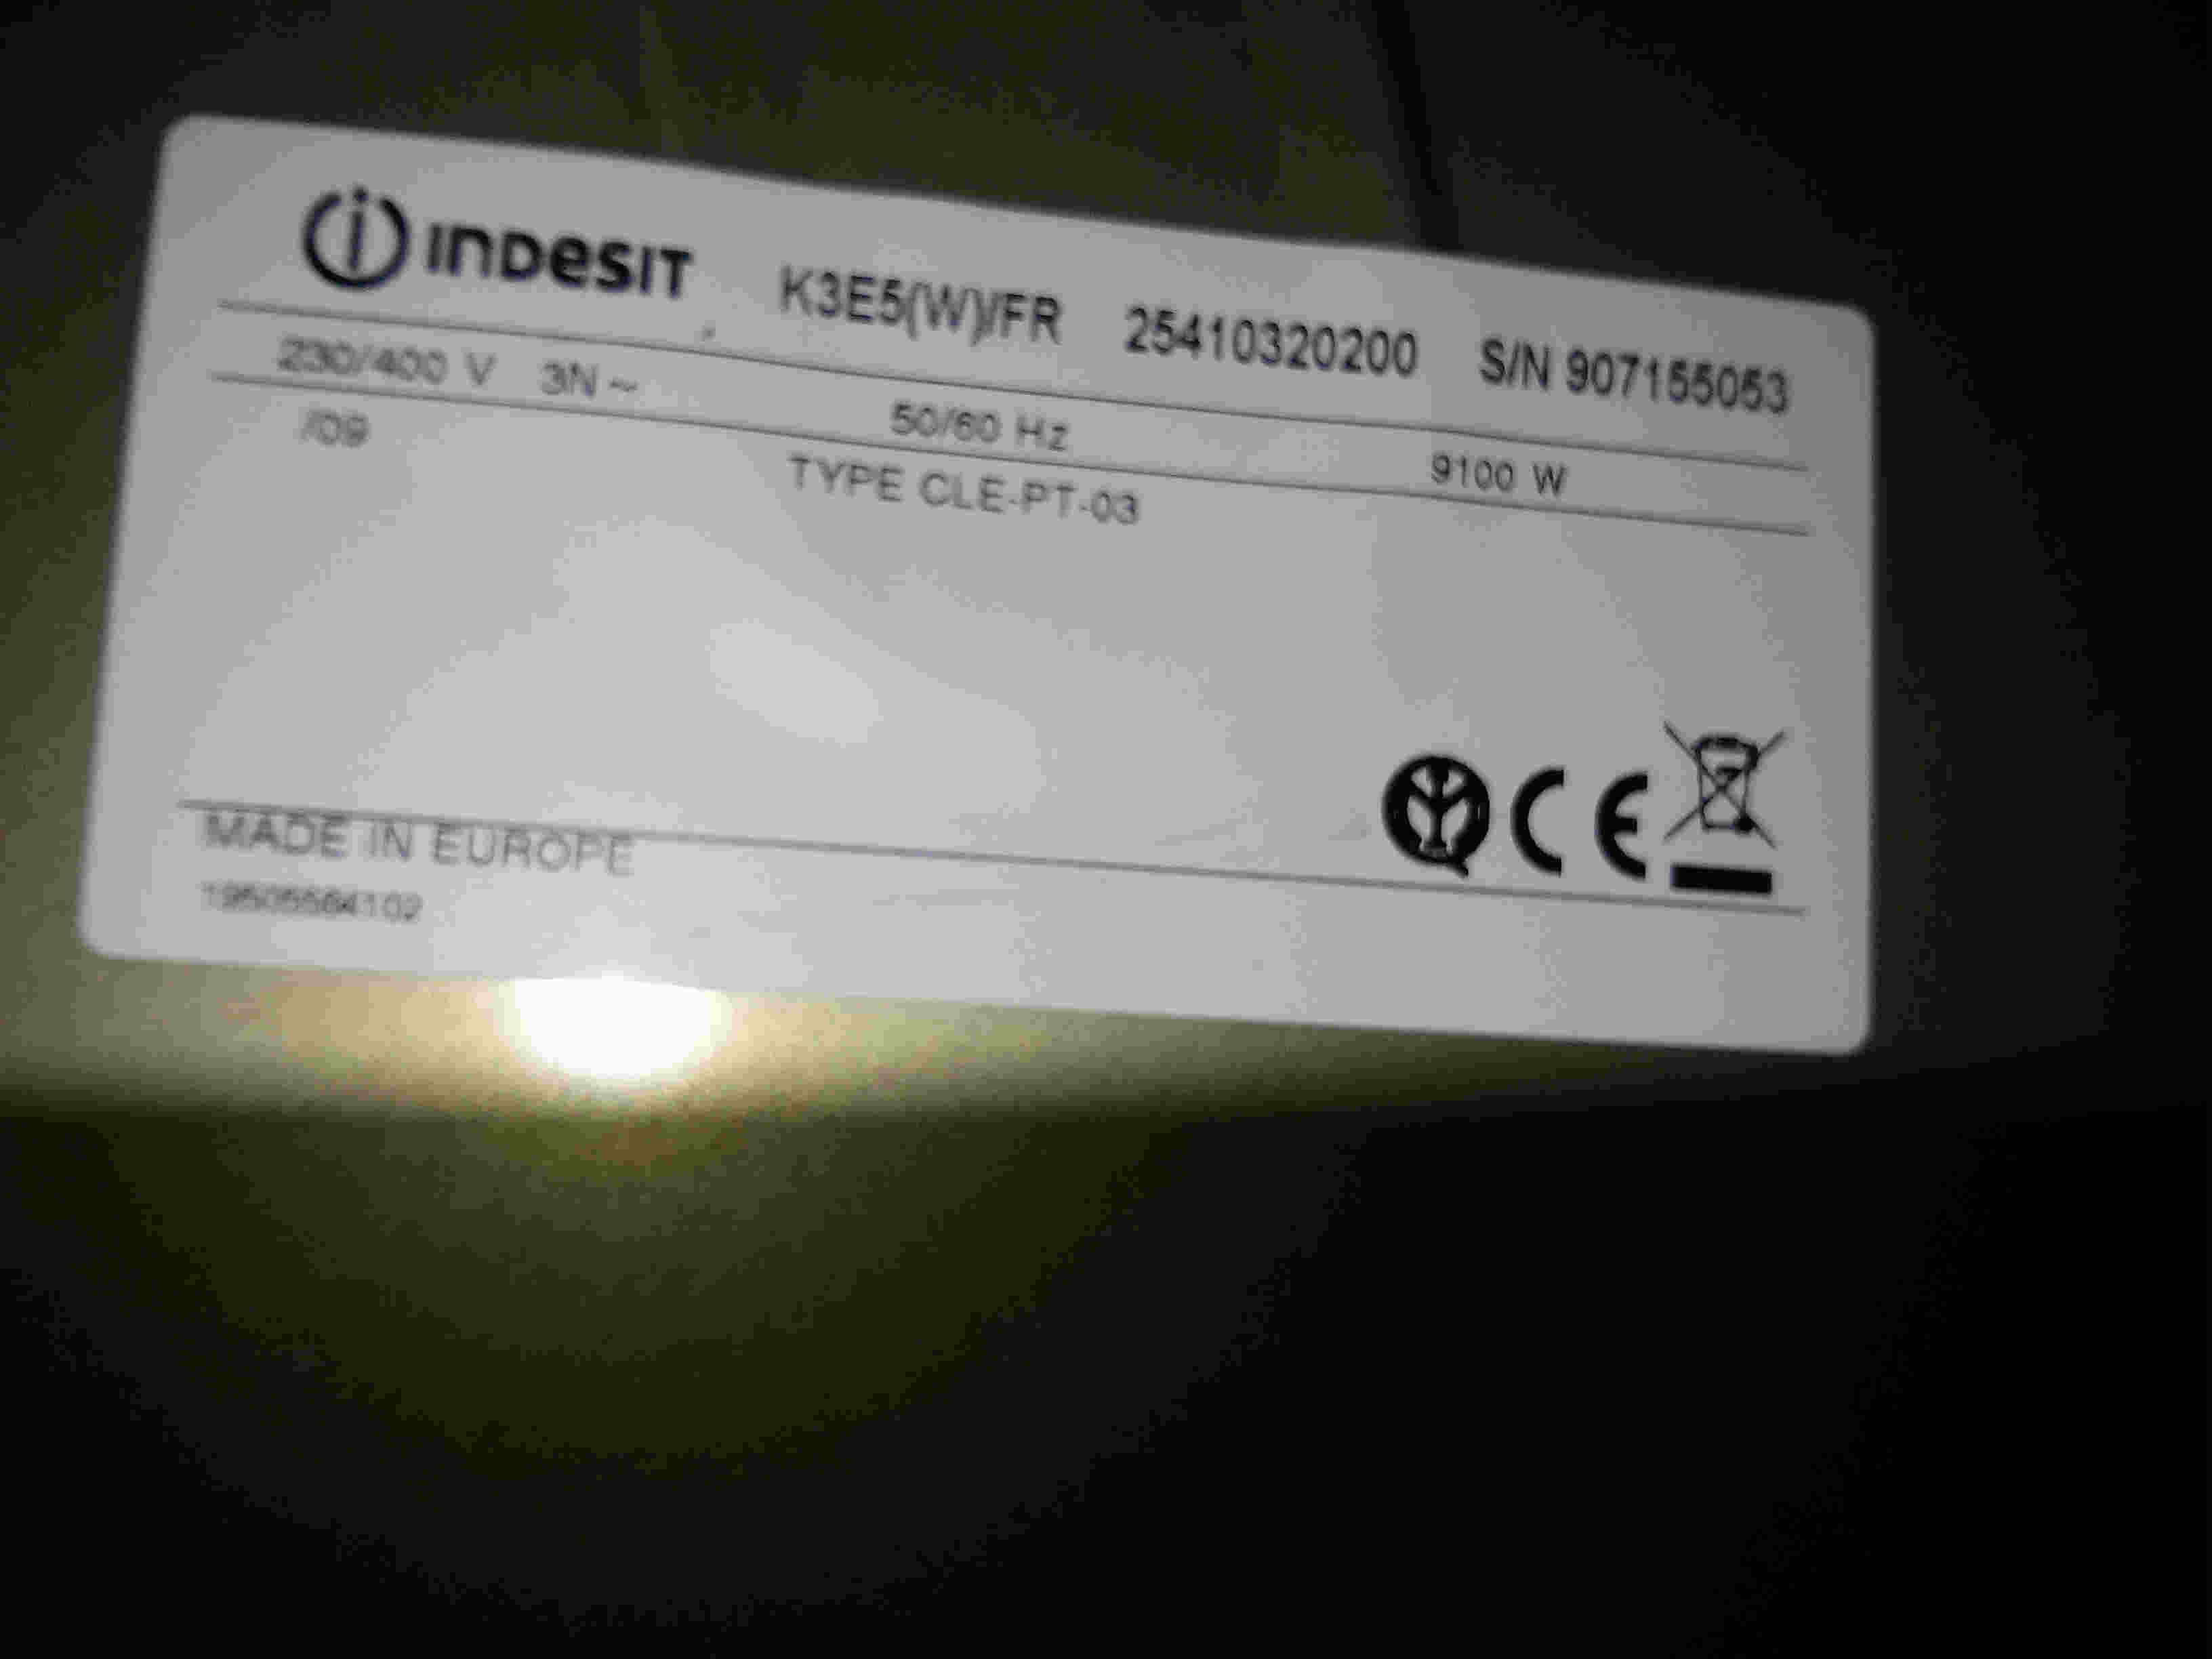 INDESIT K3E5(W)/FR 25410320200 S/N 907155053
230/400 V 3N ~ 50/60 Hz 9100 W
/09 TYPE CLE-PT-03
CE
MADE IN EUROPE